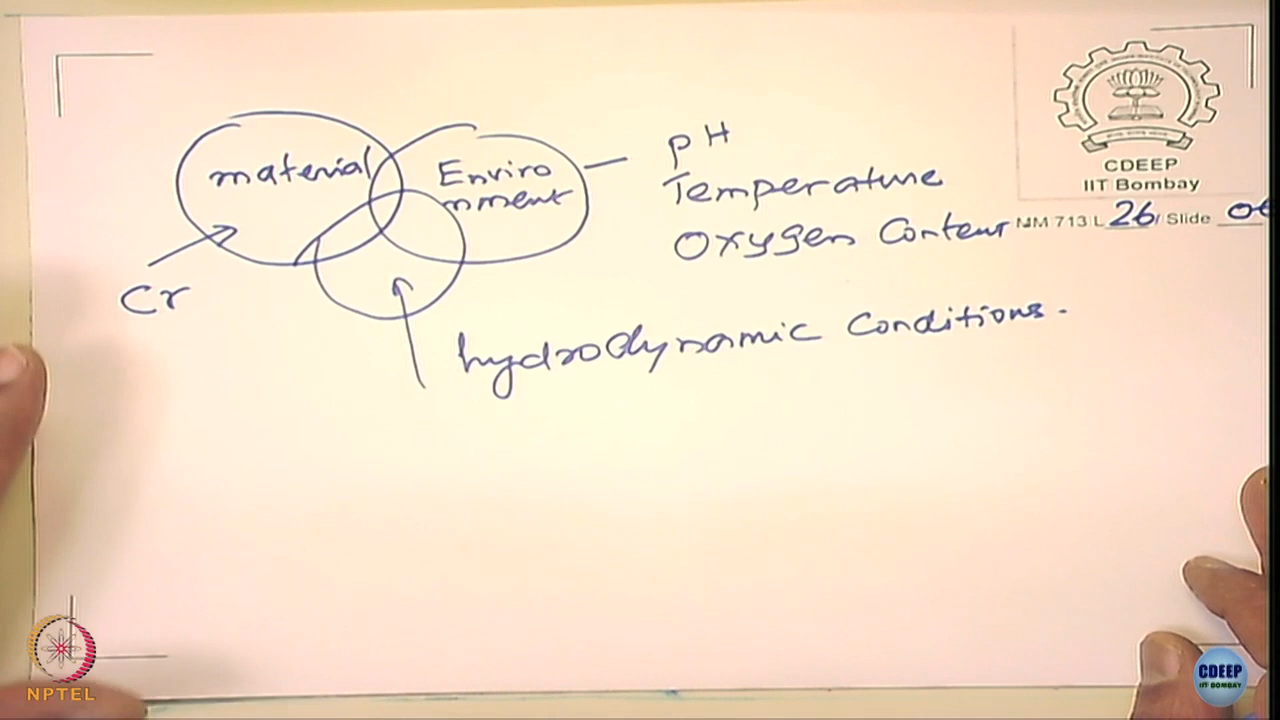 material
Enviro
nment
pH
Temperature
Oxygen Content
Cr
hydrodynamic Conditions.
CDEEP
IIT Bombay
MM 713 L 26 / Slide
NPTEL
CDEEP
IIT BOMBAY